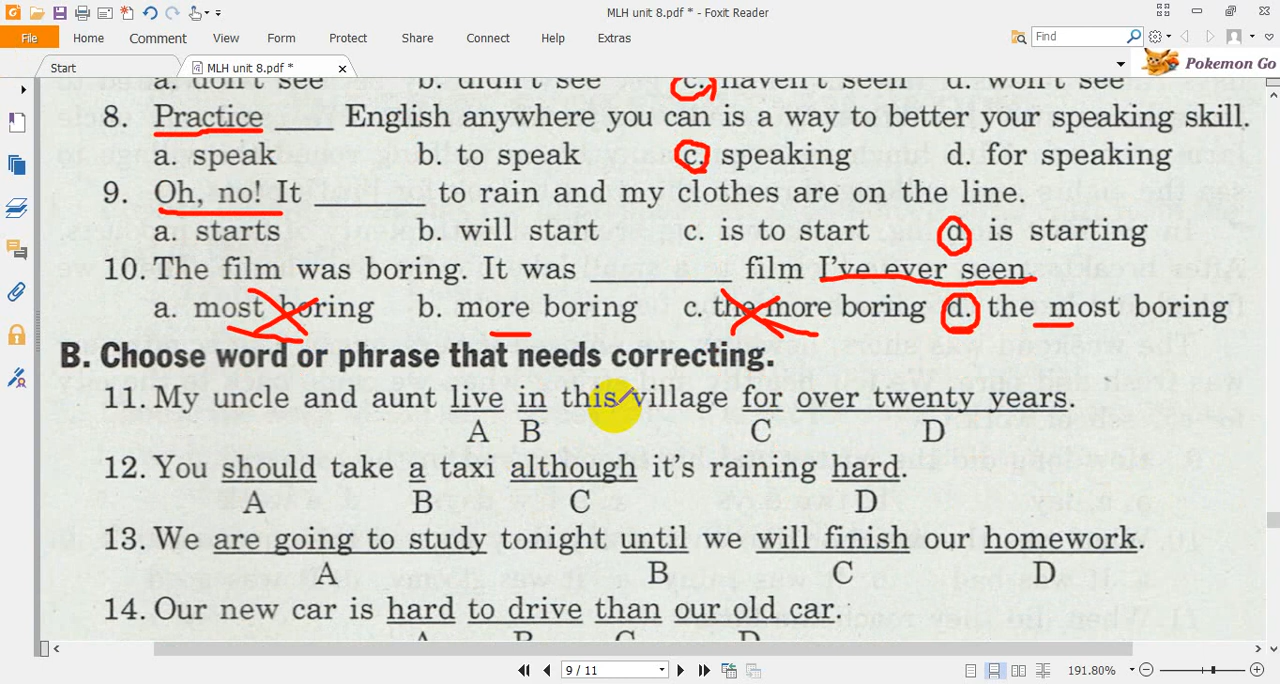 MLH unit 8.pdf * - Foxit Reader
File Home Comment View Form Protect Share Connect Help Extras Find
Start MLH unit 8.pdf * Pokemon Go
a. don't see b. didn't see c. haven't seen d. won't see
8. Practice ____ English anywhere you can is a way to better your speaking skill.
a. speak b. to speak c. speaking d. for speaking
9. Oh, no! It ________ to rain and my clothes are on the line.
a. starts b. will start c. is to start d. is starting
10. The film was boring. It was _________ film I've ever seen.
a. most boring b. more boring c. the more boring d. the most boring
B. Choose word or phrase that needs correcting.
11. My uncle and aunt live in this village for over twenty years.
A B C D
12. You should take a taxi although it's raining hard.
A B C D
13 We are going to study tonight until we will finish our homework.
A B C D
14. Our new car is hard to drive than our old car.
A B C D
9 / 11 191.80%